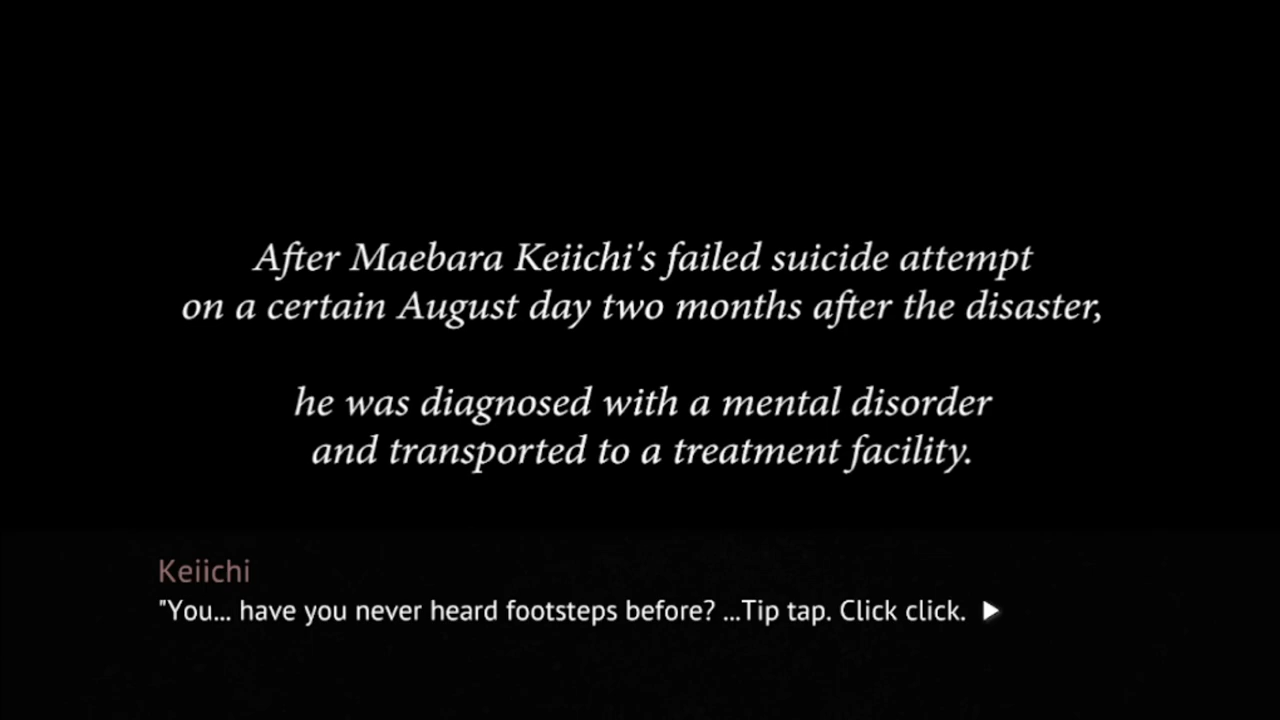 After Maebara Keiichi's failed suicide attempt
on a certain August day two months after the disaster,
he was diagnosed with a mental disorder
and transported to a treatment facility.
Keiichi
"You... have you never heard footsteps before? ...Tip tap. Click click.